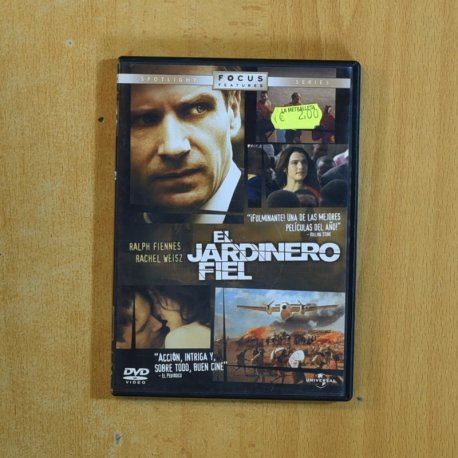 SPOTLIGHT
FOCUS
FEATURES
SERIES
LA METRALLETA
€ 2,00
"¡FULMINANTE! UNA DE LAS MEJORES
PELÍCULAS DEL AÑO!"
- ROLLING STONE
RALPH FIENNES
RACHEL WEISZ
EL
JARDINERO
FIEL
"ACCIÓN, INTRIGA Y,
SOBRE TODO, BUEN CINE"
- EL PERIÓDICO
DVD
VIDEO
UNIVERSAL